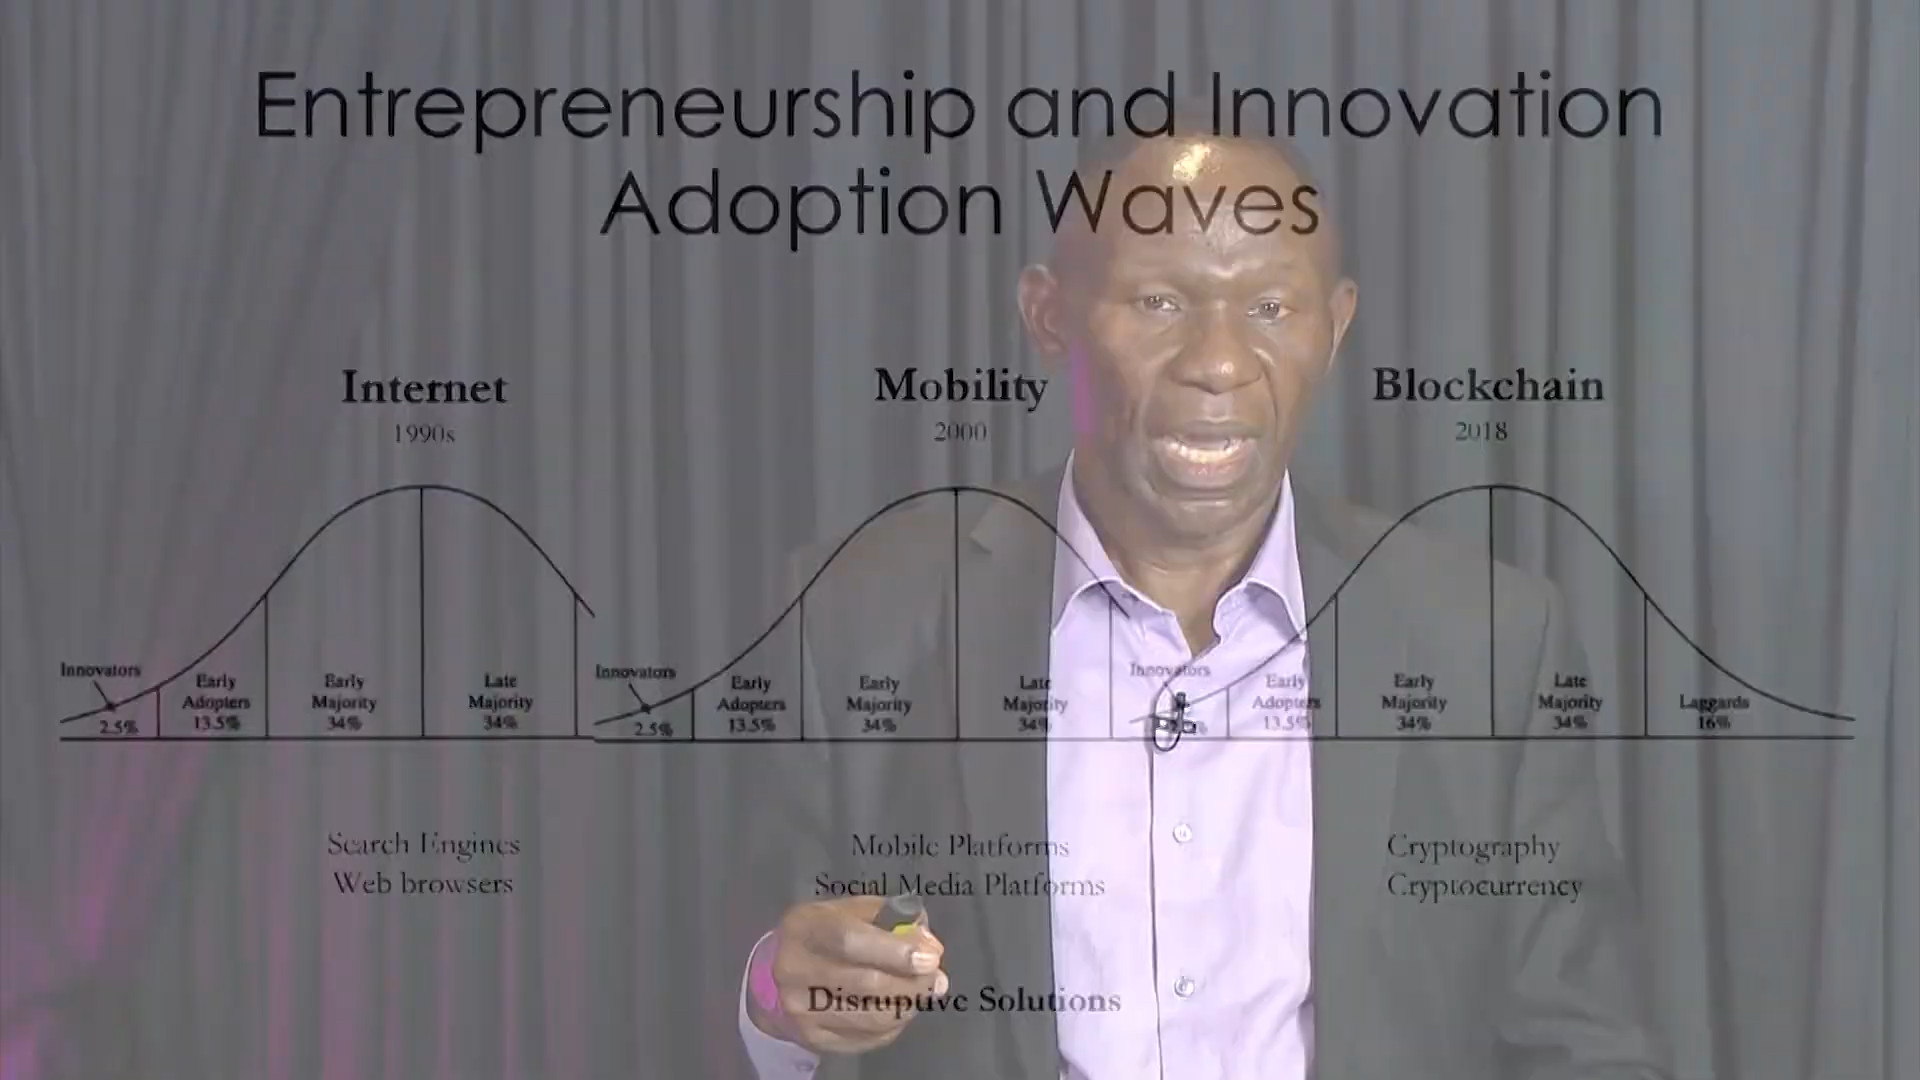 Entrepreneurship and Innovation
Adoption Waves
Internet
1990s
Mobility
2000
Blockchain
2018
Innovators
2.5%
Early
Adopters
13.5%
Early
Majority
34%
Late
Majority
34%
Innovators
2.5%
Early
Adopters
13.5%
Early
Majority
34%
Late
Majority
34%
Innovators
Early
Adopters
13.5%
Early
Majority
34%
Late
Majority
34%
Laggards
16%
Search Engines
Web browsers
Mobile Platforms
Social Media Platforms
Cryptography
Cryptocurrency
Disruptive Solutions